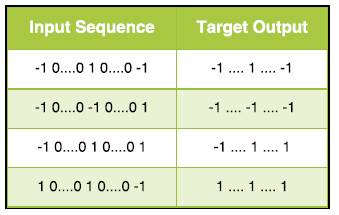 Input Sequence Target Output
-1 0....0 1 0....0 -1 -1 .... 1 .... -1
-1 0....0 -1 0....0 1 -1 .... -1 .... -1
-1 0....0 1 0....0 1 -1 .... 1 .... 1
1 0....0 1 0....0 -1 1 .... 1 .... 1